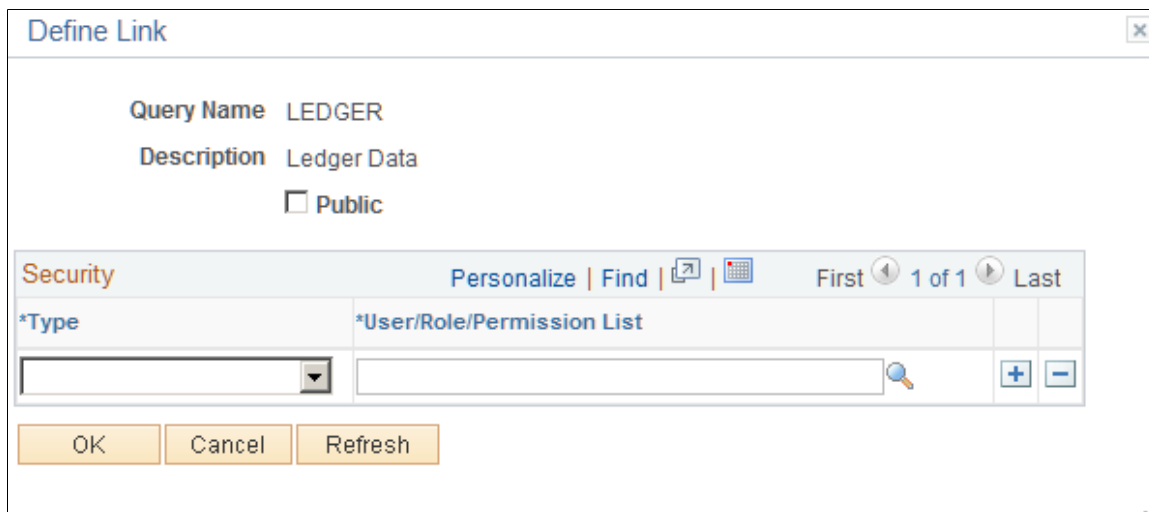 Define Link
Query Name LEDGER
Description Ledger Data
Public
Security Personalize | Find | | First 1 of 1 Last
*Type *User/Role/Permission List
OK Cancel Refresh